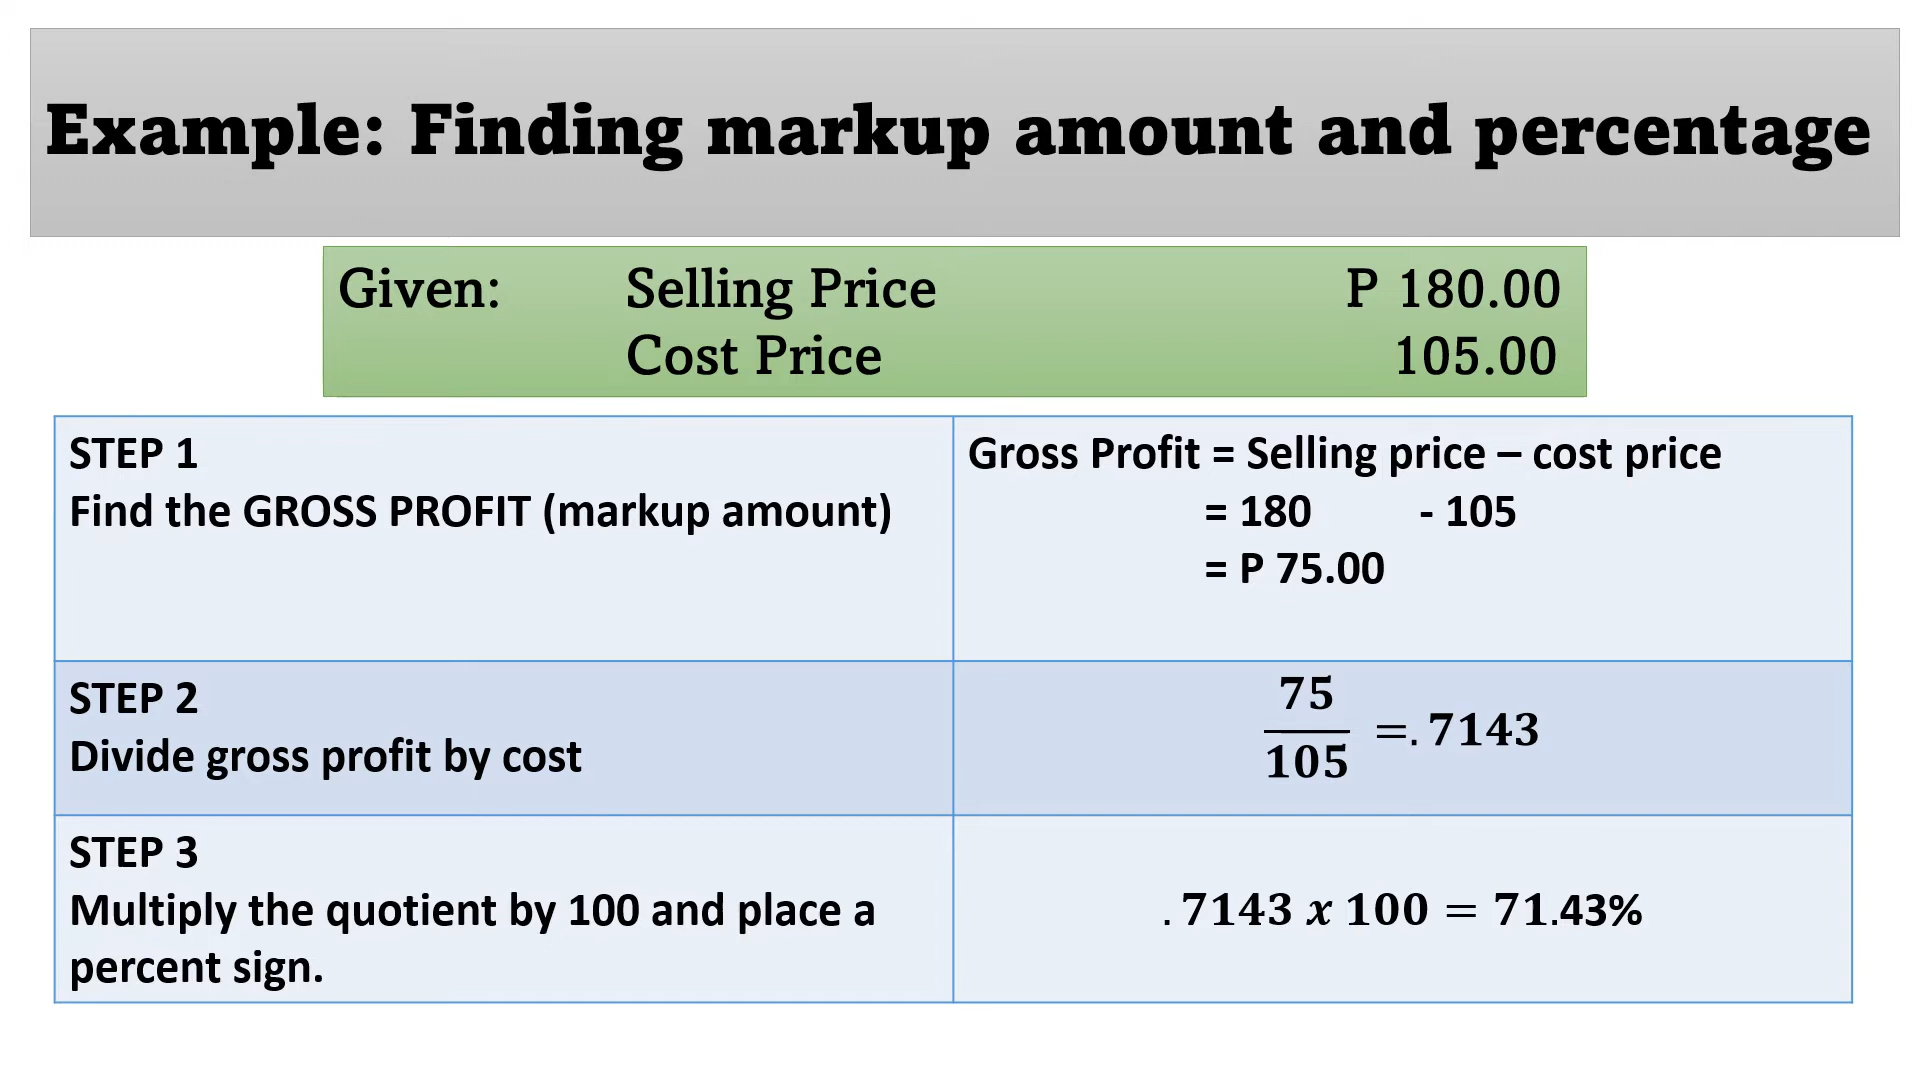 Example: Finding markup amount and percentage
Given: Selling Price P 180.00
Cost Price 105.00
STEP 1
Find the GROSS PROFIT (markup amount)
Gross Profit = Selling price – cost price
= 180 - 105
= P 75.00
STEP 2
Divide gross profit by cost
75
105
=. 7143
STEP 3
Multiply the quotient by 100 and place a
percent sign.
. 7143 x 100 = 71.43%